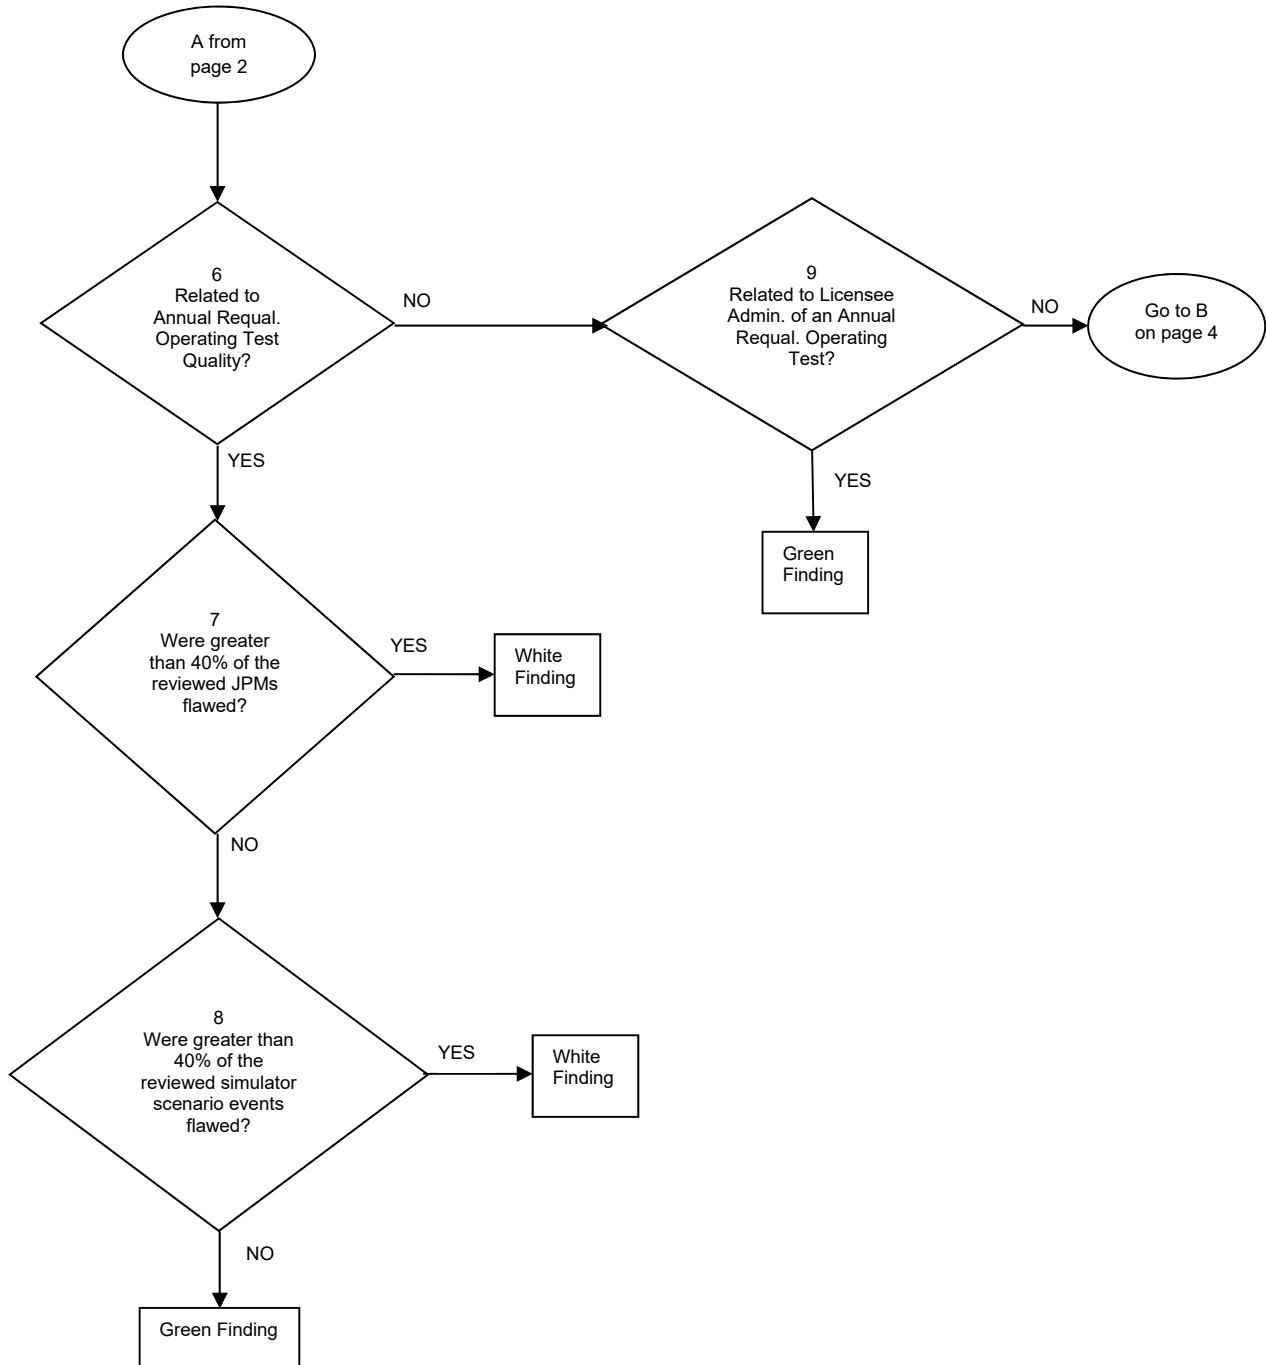 A from
page 2
6
Related to
Annual Requal.
Operating Test
Quality?
NO
9
Related to Licensee
Admin. of an Annual
Requal. Operating
Test?
NO
Go to B
on page 4
YES
YES
Green
Finding
7
Were greater
than 40% of the
reviewed JPMs
flawed?
YES
White
Finding
NO
8
Were greater than
40% of the
reviewed simulator
scenario events
flawed?
YES
White
Finding
NO
Green Finding